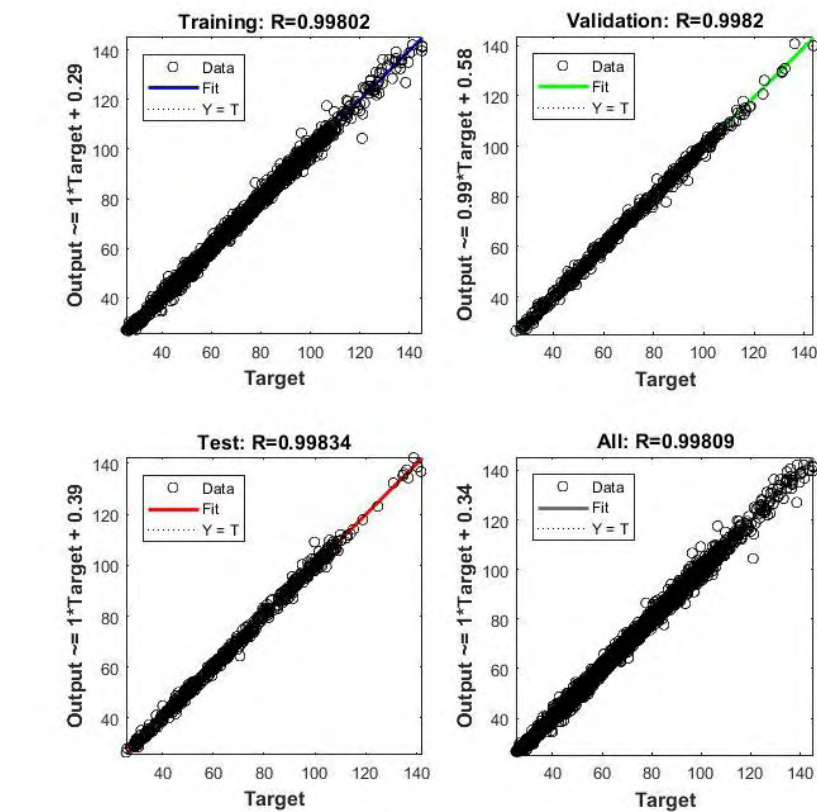 Training: R=0.99802
Output ~= 1*Target + 0.29
140
120
100
80
60
40
Data
Fit
Y = T
40 60 80 100 120 140
Target
Validation: R=0.9982
Output ~= 0.99*Target + 0.58
140
120
100
80
60
40
Data
Fit
Y = T
40 60 80 100 120 140
Target
Test: R=0.99834
Output ~= 1*Target + 0.39
140
120
100
80
60
40
Data
Fit
Y = T
40 60 80 100 120 140
Target
All: R=0.99809
Output ~= 1*Target + 0.34
140
120
100
80
60
40
Data
Fit
Y = T
40 60 80 100 120 140
Target